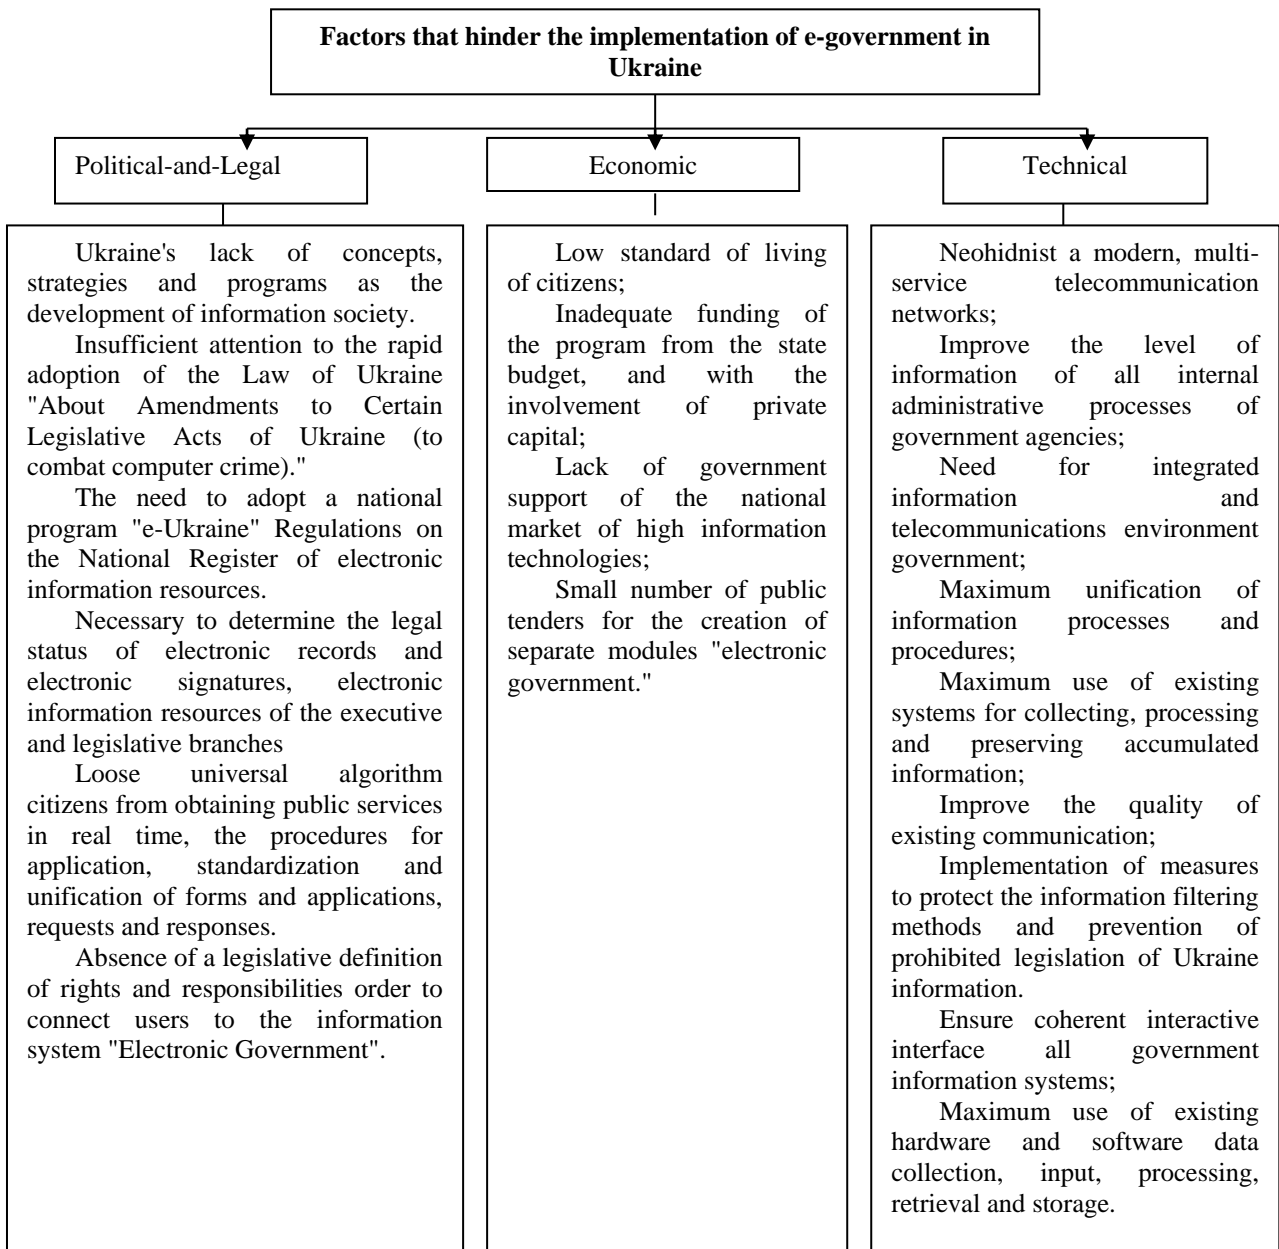 Factors that hinder the implementation of e-government in
Ukraine
Political-and-Legal
Economic
Technical
Ukraine's lack of concepts,
strategies and programs as the
development of information society.
Insufficient attention to the rapid
adoption of the Law of Ukraine
"About Amendments to Certain
Legislative Acts of Ukraine (to
combat computer crime)."
The need to adopt a national
program "e-Ukraine" Regulations on
the National Register of electronic
information resources.
Necessary to determine the legal
status of electronic records and
electronic signatures, electronic
information resources of the executive
and legislative branches
Loose universal algorithm
citizens from obtaining public services
in real time, the procedures for
application, standardization and
unification of forms and applications,
requests and responses.
Absence of a legislative definition
of rights and responsibilities order to
connect users to the information
system "Electronic Government".
Low standard of living
of citizens;
Inadequate funding of
the program from the state
budget, and with the
involvement of private
capital;
Lack of government
support of the national
market of high information
technologies;
Small number of public
tenders for the creation of
separate modules "electronic
government."
Neohidnist a modern, multi-
service telecommunication
networks;
Improve the level of
information of all internal
administrative processes of
government agencies;
Need for integrated
information and
telecommunications environment
government;
Maximum unification of
information processes and
procedures;
Maximum use of existing
systems for collecting, processing
and preserving accumulated
information;
Improve the quality of
existing communication;
Implementation of measures
to protect the information filtering
methods and prevention of
prohibited legislation of Ukraine
information.
Ensure coherent interactive
interface all government
information systems;
Maximum use of existing
hardware and software data
collection, input, processing,
retrieval and storage.